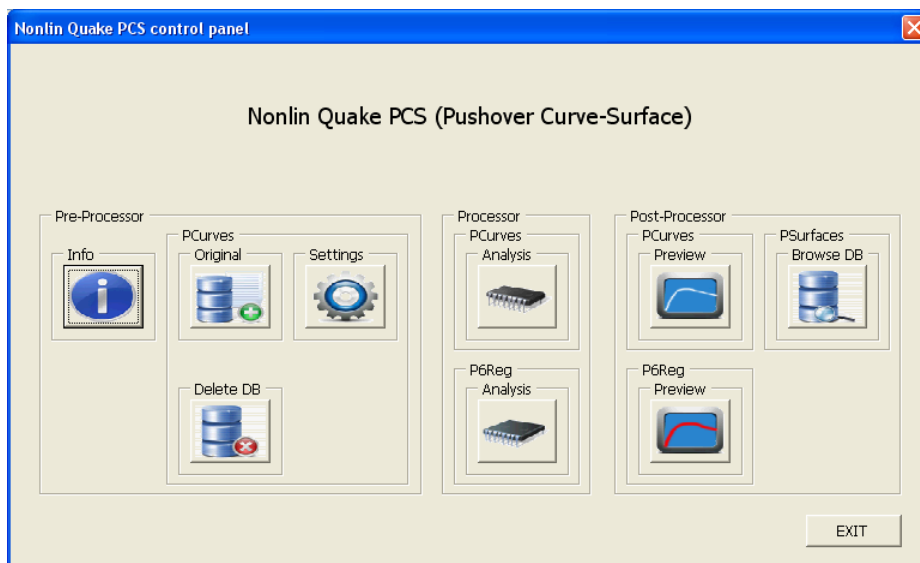 Nonlin Quake PCS control panel
Nonlin Quake PCS (Pushover Curve-Surface)
Pre-Processor
Info
PCurves
Original
Settings
Delete DB
Processor
PCurves
Analysis
P6Reg
Analysis
Post-Processor
PCurves
Preview
PSurfaces
Browse DB
P6Reg
Preview
EXIT